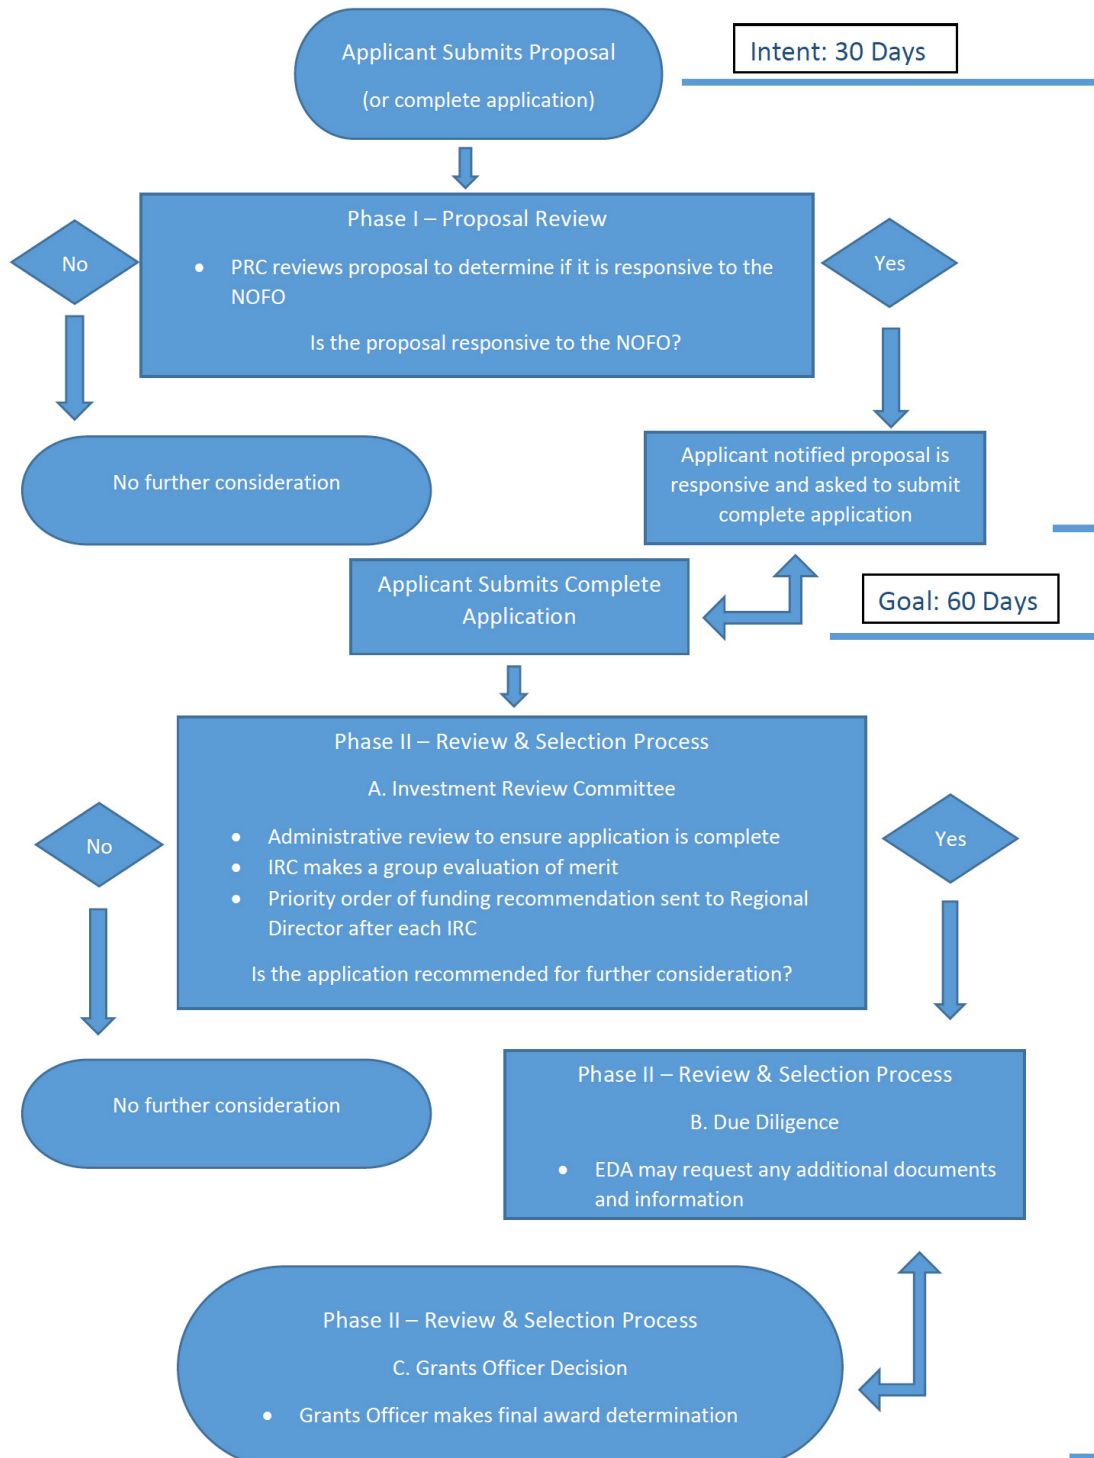 Applicant Submits Proposal
(or complete application)
Intent: 30 Days
Phase I – Proposal Review
• PRC reviews proposal to determine if it is responsive to the
NOFO
Is the proposal responsive to the NOFO?
No
Yes
No further consideration
Applicant notified proposal is
responsive and asked to submit
complete application
Applicant Submits Complete
Application
Goal: 60 Days
Phase II – Review & Selection Process
A. Investment Review Committee
• Administrative review to ensure application is complete
• IRC makes a group evaluation of merit
• Priority order of funding recommendation sent to Regional
Director after each IRC
Is the application recommended for further consideration?
No
Yes
No further consideration
Phase II – Review & Selection Process
B. Due Diligence
• EDA may request any additional documents
and information
Phase II – Review & Selection Process
C. Grants Officer Decision
• Grants Officer makes final award determination